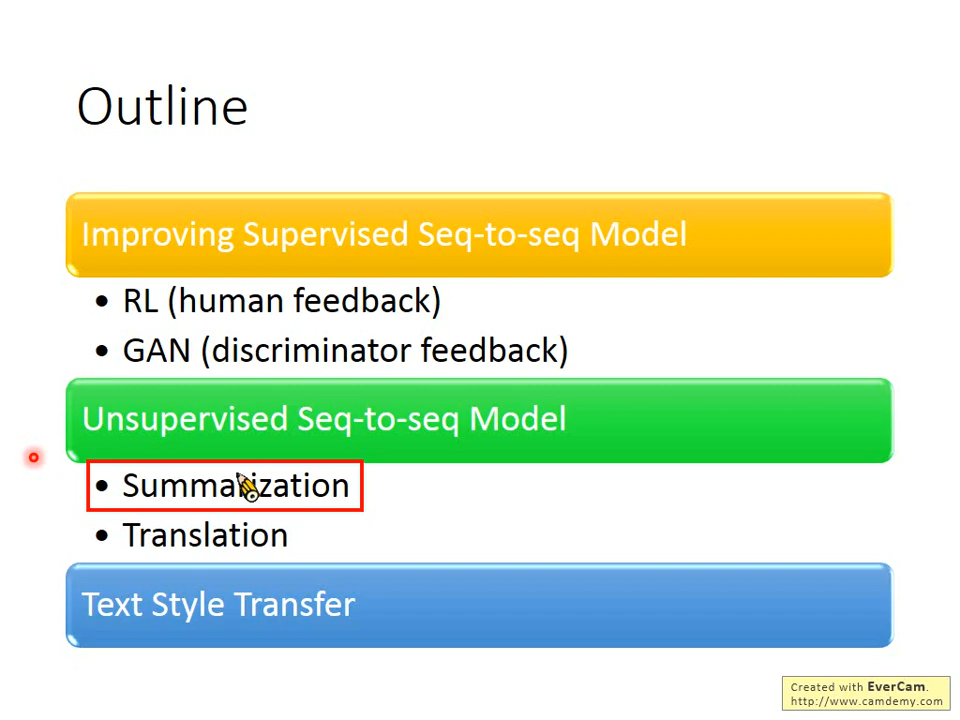 Outline
Improving Supervised Seq-to-seq Model
• RL (human feedback)
• GAN (discriminator feedback)
Unsupervised Seq-to-seq Model
• Summarization
• Translation
Text Style Transfer
Created with EverCam.
http://www.camdemy.com